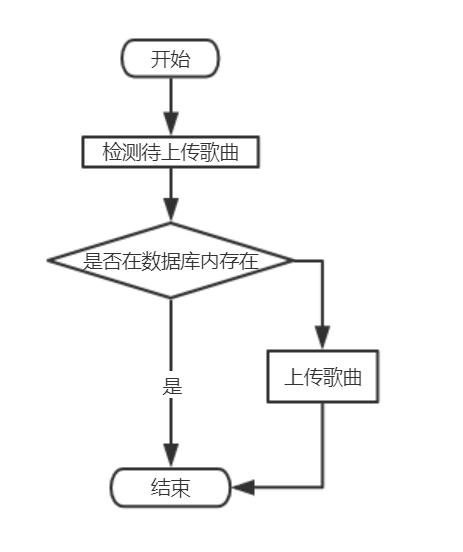 开始
检测待上传歌曲
是否在数据库内存在
上传歌曲
是
结束